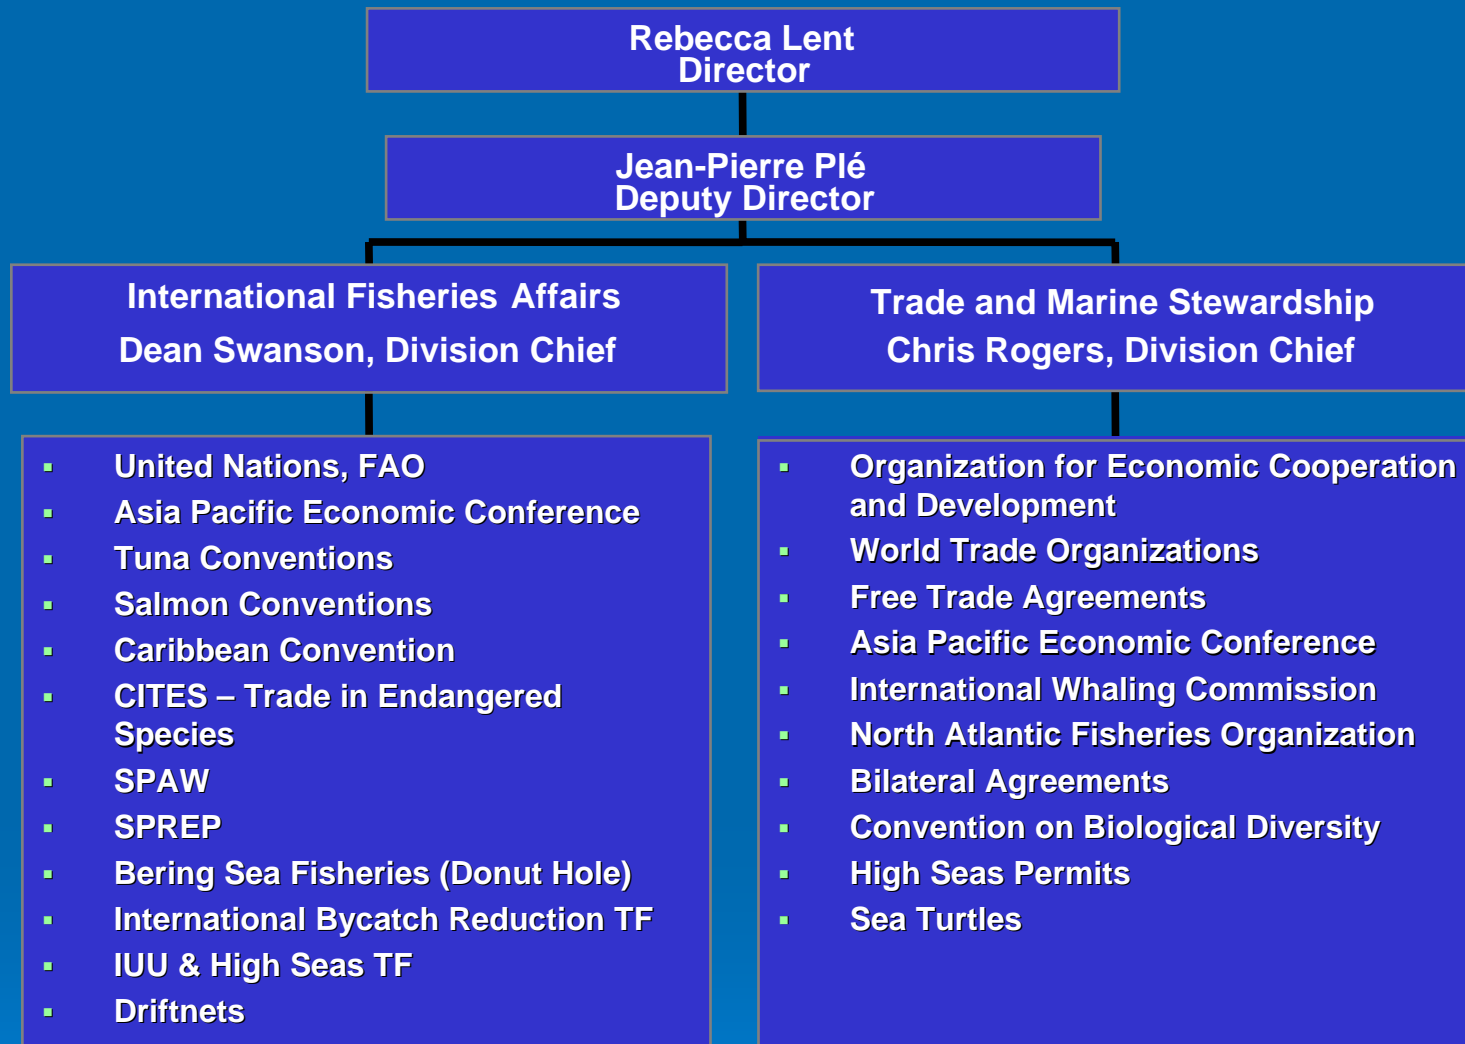 Rebecca Lent
Director
Jean-Pierre Plé
Deputy Director
International Fisheries Affairs
Dean Swanson, Division Chief
Trade and Marine Stewardship
Chris Rogers, Division Chief
▪ United Nations, FAO
▪ Asia Pacific Economic Conference
▪ Tuna Conventions
▪ Salmon Conventions
▪ Caribbean Convention
▪ CITES – Trade in Endangered
Species
▪ SPAW
▪ SPREP
▪ Bering Sea Fisheries (Donut Hole)
▪ International Bycatch Reduction TF
▪ IUU & High Seas TF
▪ Driftnets
▪ Organization for Economic Cooperation
and Development
▪ World Trade Organizations
▪ Free Trade Agreements
▪ Asia Pacific Economic Conference
▪ International Whaling Commission
▪ North Atlantic Fisheries Organization
▪ Bilateral Agreements
▪ Convention on Biological Diversity
▪ High Seas Permits
▪ Sea Turtles